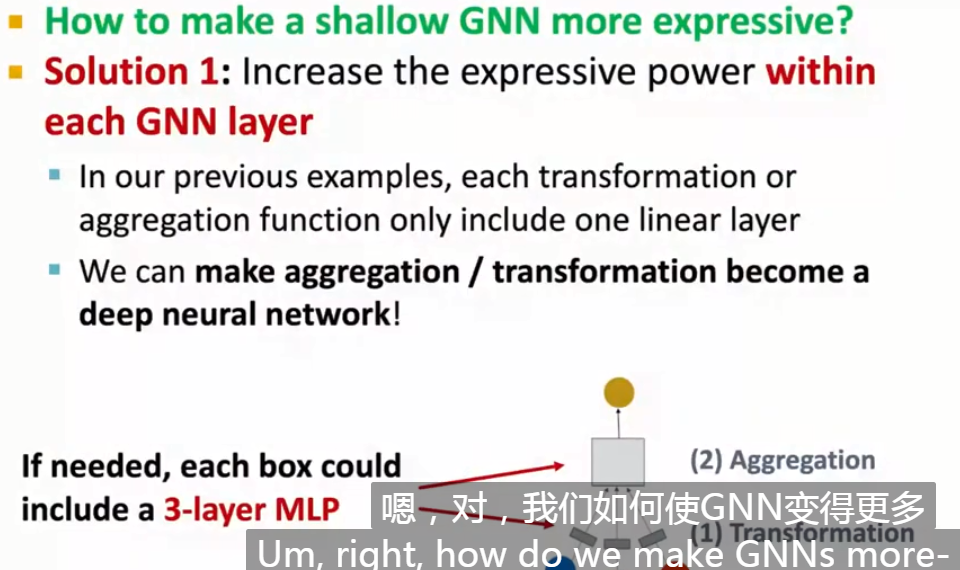 How to make a shallow GNN more expressive?
Solution 1: Increase the expressive power within
each GNN layer
In our previous examples, each transformation or
aggregation function only include one linear layer
We can make aggregation / transformation become a
deep neural network!
If needed, each box could
include a 3-layer MLP
(2) Aggregation
(1) Transformation
嗯，对，我们如何使GNN变得更多
Um, right, how do we make GNNs more-